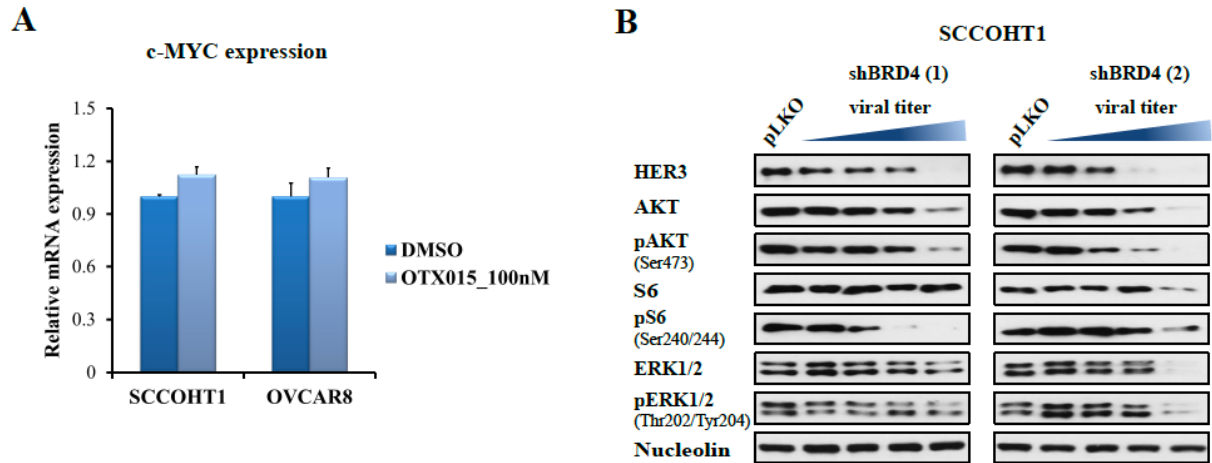 A
c-MYC expression
Relative mRNA expression
1.5
1.2
0.9
0.6
0.3
0
SCCOHT1
OVCAR8
DMSO
OTX015_100nM
B
SCCOHT1
shBRD4 (1)
shBRD4 (2)
pLKO
viral titer
pLKO
viral titer
HER3
AKT
pAKT
(Ser473)
S6
pS6
(Ser240/244)
ERK1/2
pERK1/2
(Thr202/Tyr204)
Nucleolin